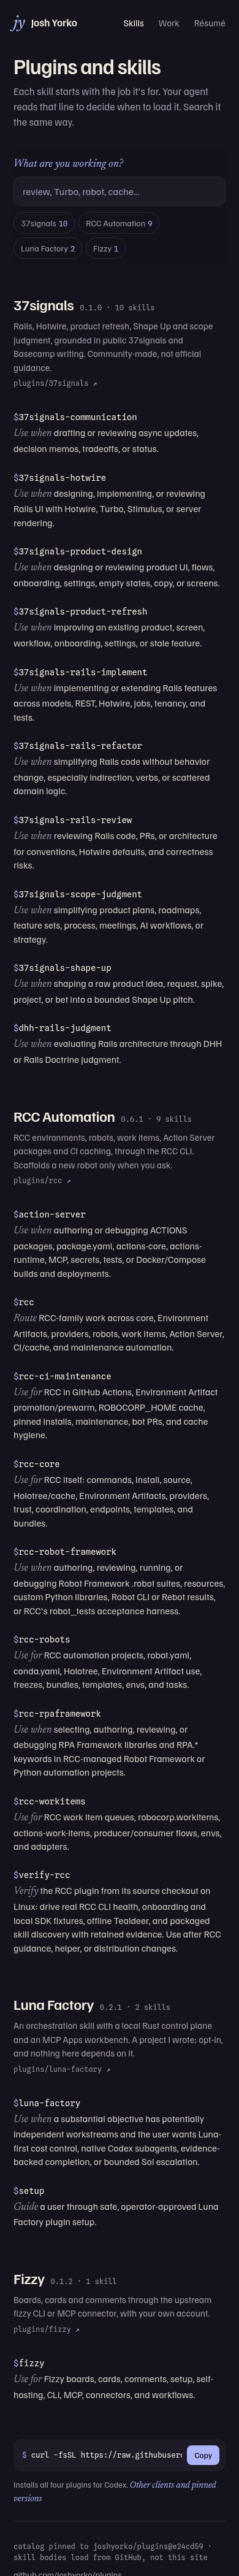 jy Josh Yorko Skills Work Résumé
Plugins and skills
Each skill starts with the job it's for. Your agent
reads that line to decide when to load it. Search it
the same way.
What are you working on?
review, Turbo, robot, cache...
37signals 10 RCC Automation 9
Luna Factory 2 Fizzy 1
37signals 0.1.0 · 10 skills
Rails, Hotwire, product refresh, Shape Up and scope
judgment, grounded in public 37signals and
Basecamp writing. Community-made, not official
guidance.
plugins/37signals ↗
$37signals-communication
Use when drafting or reviewing async updates,
decision memos, tradeoffs, or status.
$37signals-hotwire
Use when designing, implementing, or reviewing
Rails UI with Hotwire, Turbo, Stimulus, or server
rendering.
$37signals-product-design
Use when designing or reviewing product UI, flows,
onboarding, settings, empty states, copy, or screens.
$37signals-product-refresh
Use when improving an existing product, screen,
workflow, onboarding, settings, or stale feature.
$37signals-rails-implement
Use when implementing or extending Rails features
across models, REST, Hotwire, jobs, tenancy, and
tests.
$37signals-rails-refactor
Use when simplifying Rails code without behavior
change, especially indirection, verbs, or scattered
domain logic.
$37signals-rails-review
Use when reviewing Rails code, PRs, or architecture
for conventions, Hotwire defaults, and correctness
risks.
$37signals-scope-judgment
Use when simplifying product plans, roadmaps,
feature sets, process, meetings, AI workflows, or
strategy.
$37signals-shape-up
Use when shaping a raw product idea, request, spike,
project, or bet into a bounded Shape Up pitch.
$dhh-rails-judgment
Use when evaluating Rails architecture through DHH
or Rails Doctrine judgment.
RCC Automation 0.6.1 · 9 skills
RCC environments, robots, work items, Action Server
packages and CI caching, through the RCC CLI.
Scaffolds a new robot only when you ask.
plugins/rcc ↗
$action-server
Use when authoring or debugging ACTIONS
packages, package.yaml, actions-core, actions-
runtime, MCP, secrets, tests, or Docker/Compose
builds and deployments.
$rcc
Route RCC-family work across core, Environment
Artifacts, providers, robots, work items, Action Server,
CI/cache, and maintenance automation.
$rcc-ci-maintenance
Use for RCC in GitHub Actions, Environment Artifact
promotion/prewarm, ROBOCORP_HOME cache,
pinned installs, maintenance, bot PRs, and cache
hygiene.
$rcc-core
Use for RCC itself: commands, install, source,
Holotree/cache, Environment Artifacts, providers,
trust, coordination, endpoints, templates, and
bundles.
$rcc-robot-framework
Use when authoring, reviewing, running, or
debugging Robot Framework .robot suites, resources,
custom Python libraries, Robot CLI or Rebot results,
or RCC's robot_tests acceptance harness.
$rcc-robots
Use for RCC automation projects, robot.yaml,
conda.yaml, Holotree, Environment Artifact use,
freezes, bundles, templates, envs, and tasks.
$rcc-rpaframework
Use when selecting, authoring, reviewing, or
debugging RPA Framework libraries and RPA.*
keywords in RCC-managed Robot Framework or
Python automation projects.
$rcc-workitems
Use for RCC work item queues, robocorp.workitems,
actions-work-items, producer/consumer flows, envs,
and adapters.
$verify-rcc
Verify the RCC plugin from its source checkout on
Linux: drive real RCC CLI health, onboarding and
local SDK fixtures, offline Tealdeer, and packaged
skill discovery with retained evidence. Use after RCC
guidance, helper, or distribution changes.
Luna Factory 0.2.1 · 2 skills
An orchestration skill with a local Rust control plane
and an MCP Apps workbench. A project I wrote: opt-in,
and nothing here depends on it.
plugins/luna-factory ↗
$luna-factory
Use when a substantial objective has potentially
independent workstreams and the user wants Luna-
first cost control, native Codex subagents, evidence-
backed completion, or bounded Sol escalation.
$setup
Guide a user through safe, operator-approved Luna
Factory plugin setup.
Fizzy 0.1.2 · 1 skill
Boards, cards and comments through the upstream
fizzy CLI or MCP connector, with your own account.
plugins/fizzy ↗
$fizzy
Use for Fizzy boards, cards, comments, setup, self-
hosting, CLI, MCP, connectors, and workflows.
$ curl -fsSL https://raw.githubuser Copy
Installs all four plugins for Codex. Other clients and pinned
versions
catalog pinned to joshyorko/plugins@e24cd59 ·
skill bodies load from GitHub, not this site
github.com/joshyorko/plugins